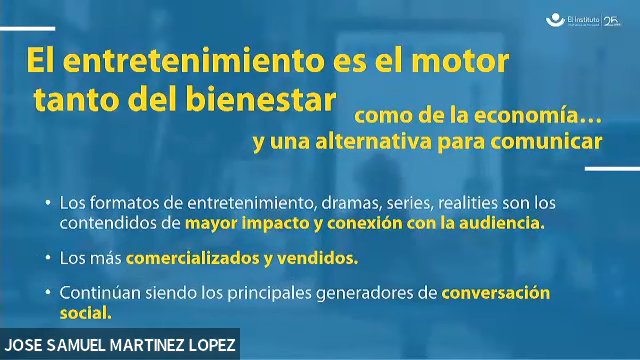 El Instituto
25
El entretenimiento es el motor
tanto del bienestar
como de la economía…
y una alternativa para comunicar
• Los formatos de entretenimiento, dramas, series, realities son los
contendidos de mayor impacto y conexión con la audiencia.
• Los más comercializados y vendidos.
• Continúan siendo los principales generadores de conversación
social.
JOSE SAMUEL MARTINEZ LOPEZ